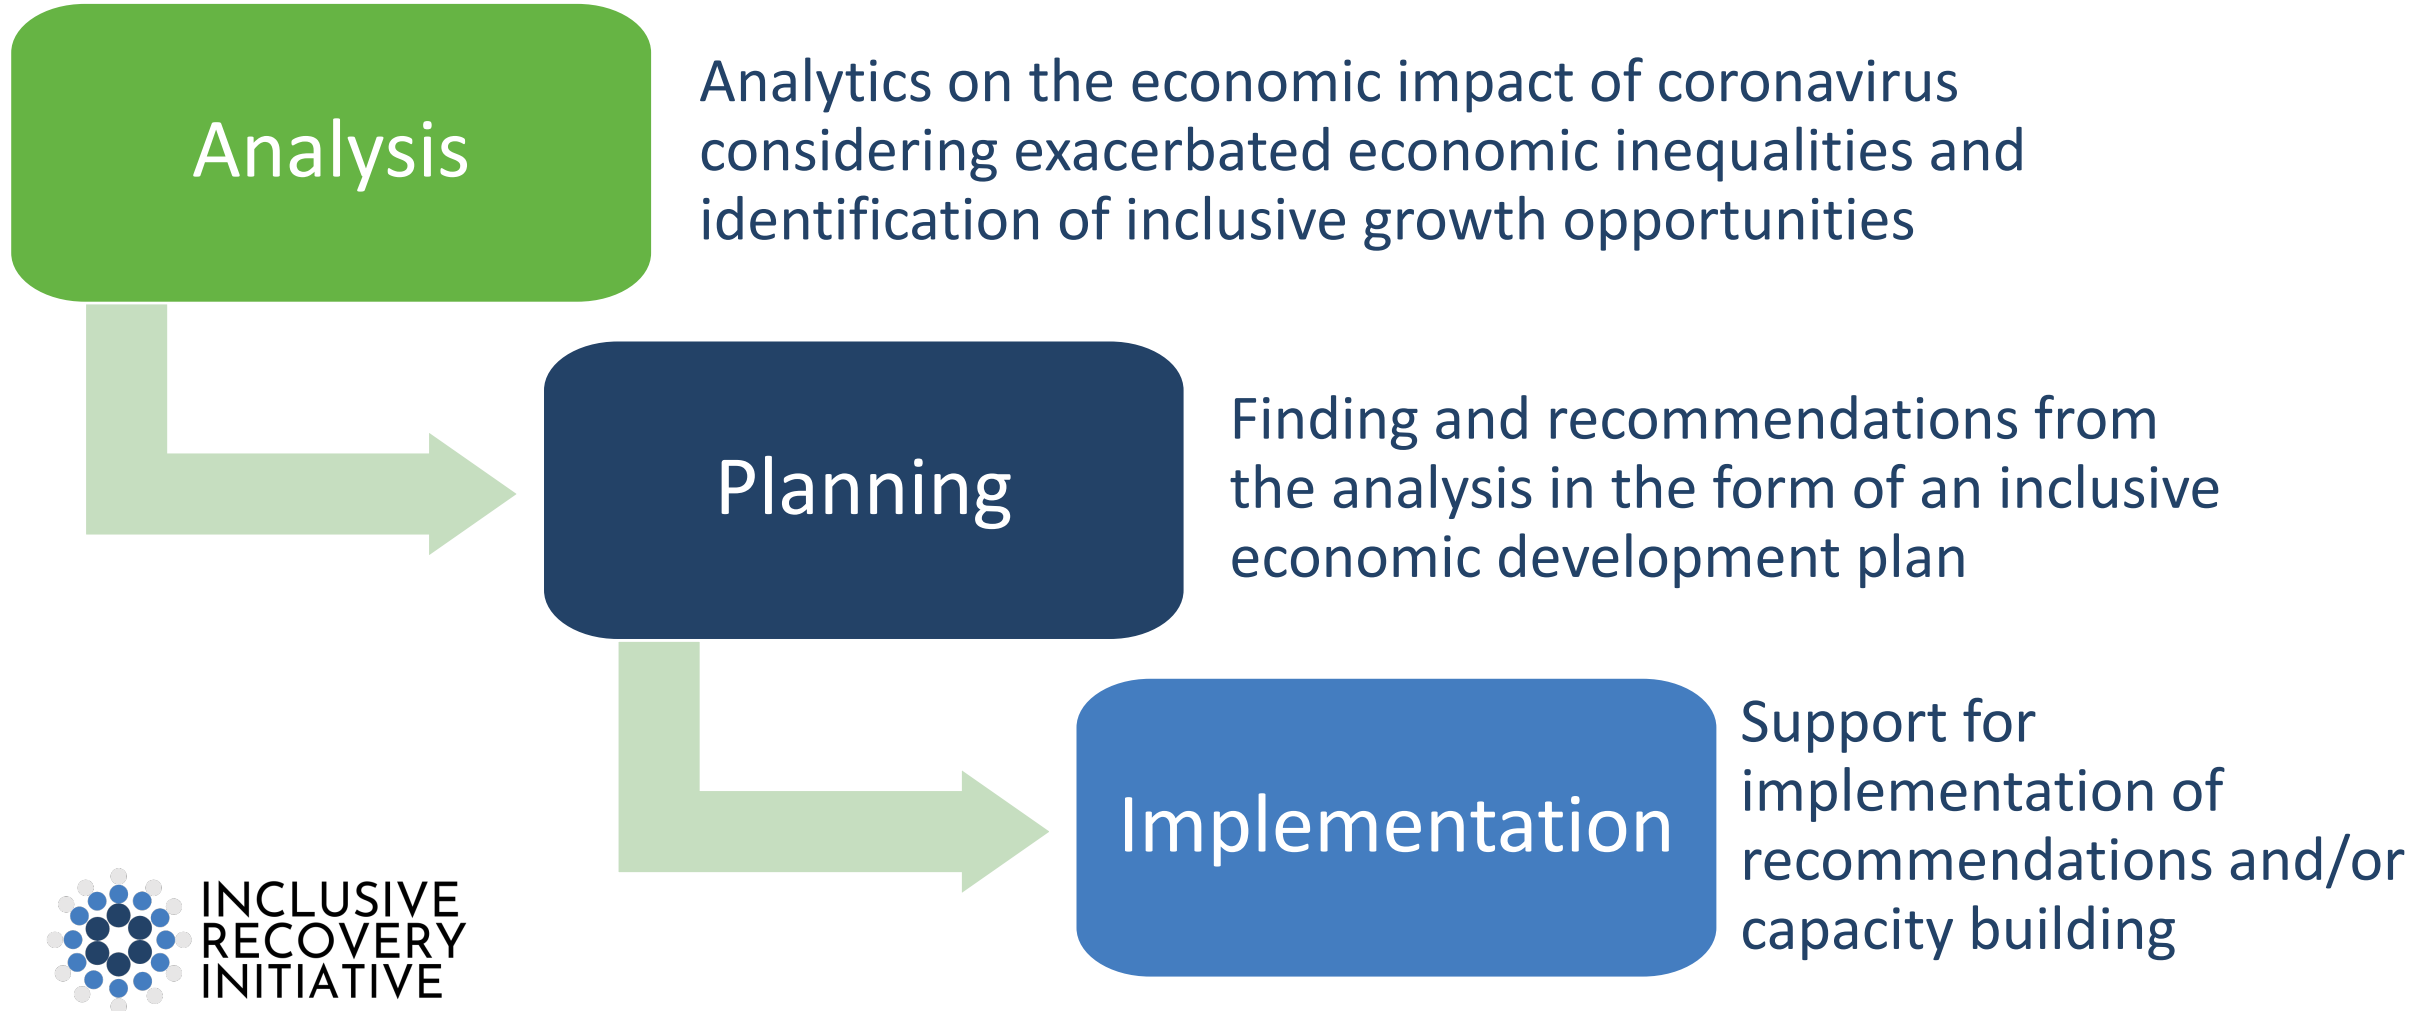 Analysis
Analytics on the economic impact of coronavirus
considering exacerbated economic inequalities and
identification of inclusive growth opportunities
Planning
Finding and recommendations from
the analysis in the form of an inclusive
economic development plan
Implementation
Support for
implementation of
recommendations and/or
capacity building
INCLUSIVE
RECOVERY
INITIATIVE